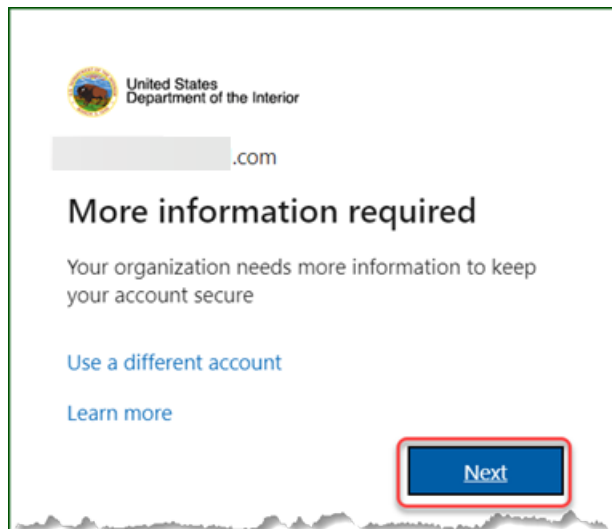 United States
Department of the Interior
.com
More information required
Your organization needs more information to keep
your account secure
Use a different account
Learn more
Next